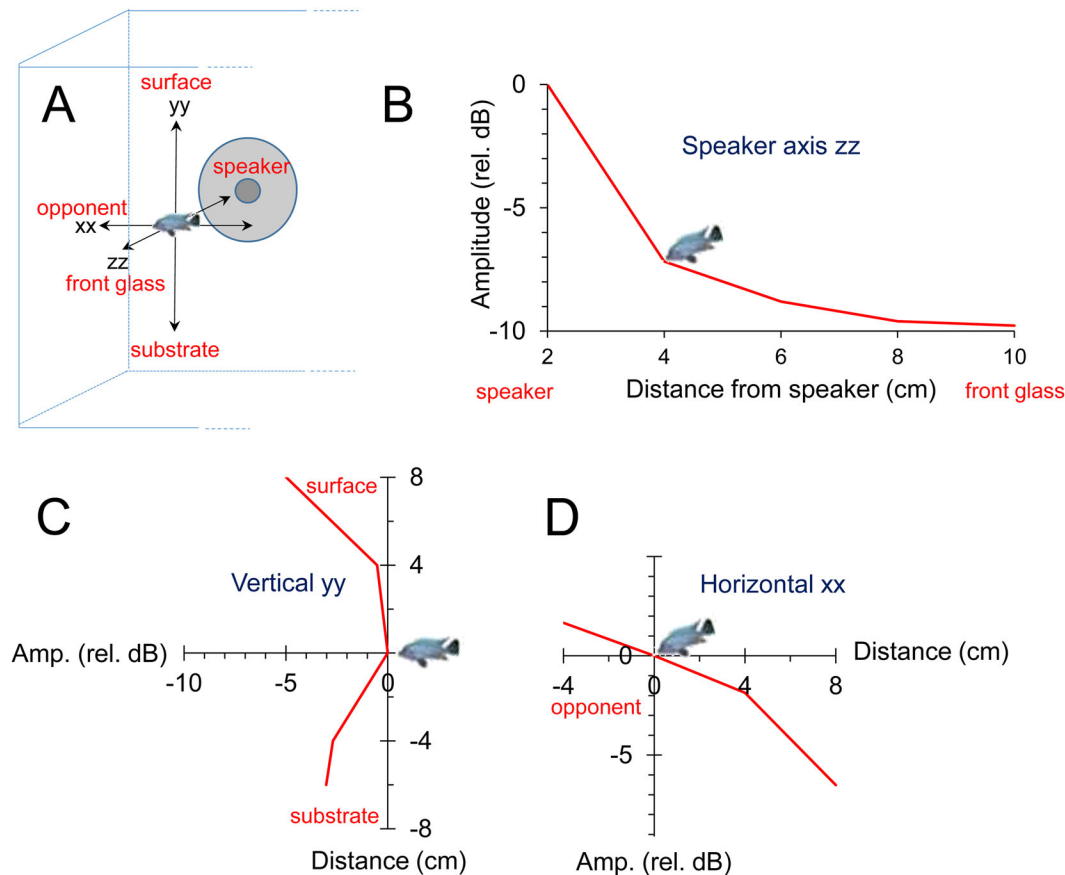 A
surface
yy
speaker
opponent
xx
zz
front glass
substrate
B
Amplitude (rel. dB)
0
-5
-10
Speaker axis zz
2 4 6 8 10
speaker Distance from speaker (cm) front glass
C
8
surface
4
Vertical yy
Amp. (rel. dB)
-10 -5 0
-4
substrate
-8
Distance (cm)
D
Horizontal xx
0
Distance (cm)
-4 0 4 8
opponent
-5
Amp. (rel. dB)